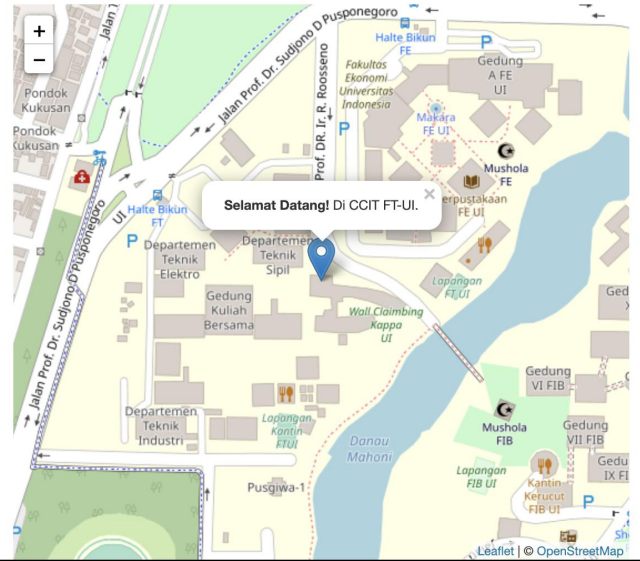 +
−
Jalan T
Jalan Prof. Dr. Sudjono D Pusponegoro
Halte Bikun
FE
P
Gedung
A FE
UI
Fakultas
Ekonomi
Universitas
Indonesia
Prof. DR. Ir. R. Roosseno
Pondok
Kukusan
Pondok
Kukusan
P
Makara
FE UI
Mushola
FE
Perpustakaan
FE UI
UI
Halte Bikun
FT
Selamat Datang! Di CCIT FT-UI.
×
P
Departemen
Teknik
Elektro
Departemen
Teknik
Sipil
Lapangan
FT UI
Jalan Prof. Dr. Sudjono D Pusponegoro
Gedung
Kuliah
Bersama
Wall Claimbing
Kappa
UI
Ged
Gedung
VI FIB
Departemen
Teknik
Industri
Lapangan
Kantin
FTUI
Mushola
FIB
Gedung
VII FIB
Danau
Mahoni
Gedu
IX FI
Lapangan
FIB UI
Kantin
Kerucut
FIB UI
Pusgiwa-1
P
P
Leaflet | © OpenStreetMap